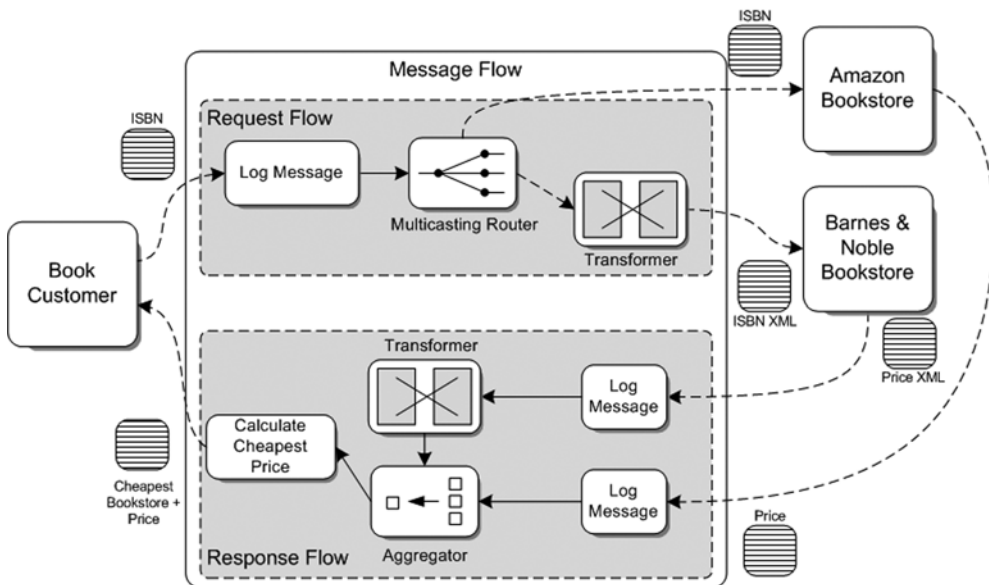 ISBN
Message Flow
Amazon
Bookstore
Request Flow
ISBN
Log Message
Multicasting Router
Transformer
Barnes &
Noble
Bookstore
Book
Customer
ISBN XML
Price XML
Transformer
Log
Message
Calculate
Cheapest
Price
Log
Message
Cheapest
Bookstore +
Price
Aggregator
Response Flow
Price